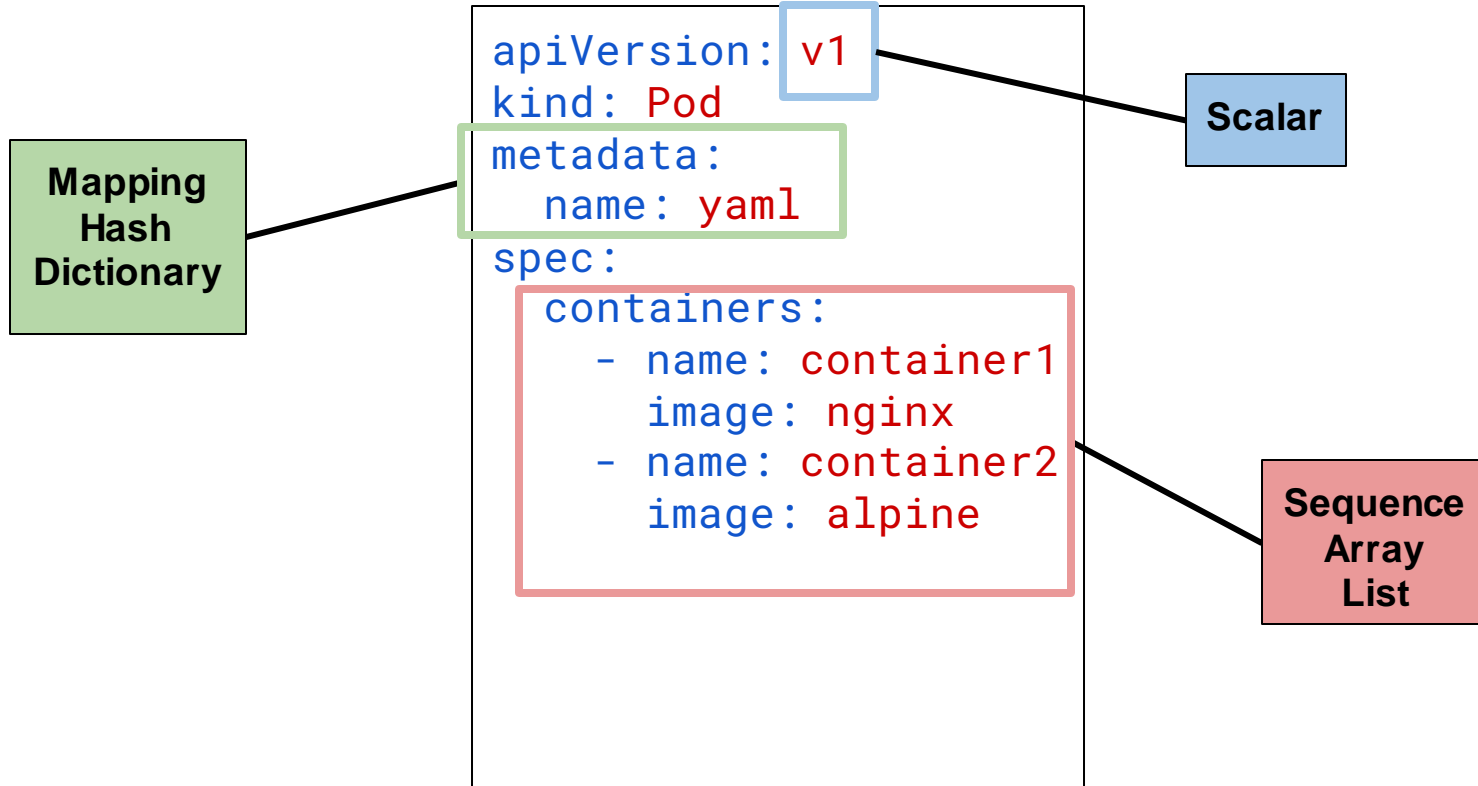 apiVersion: v1
kind: Pod
metadata:
  name: yaml
spec:
  containers:
    - name: container1
      image: nginx
    - name: container2
      image: alpine
Mapping
Hash
Dictionary
Scalar
Sequence
Array
List